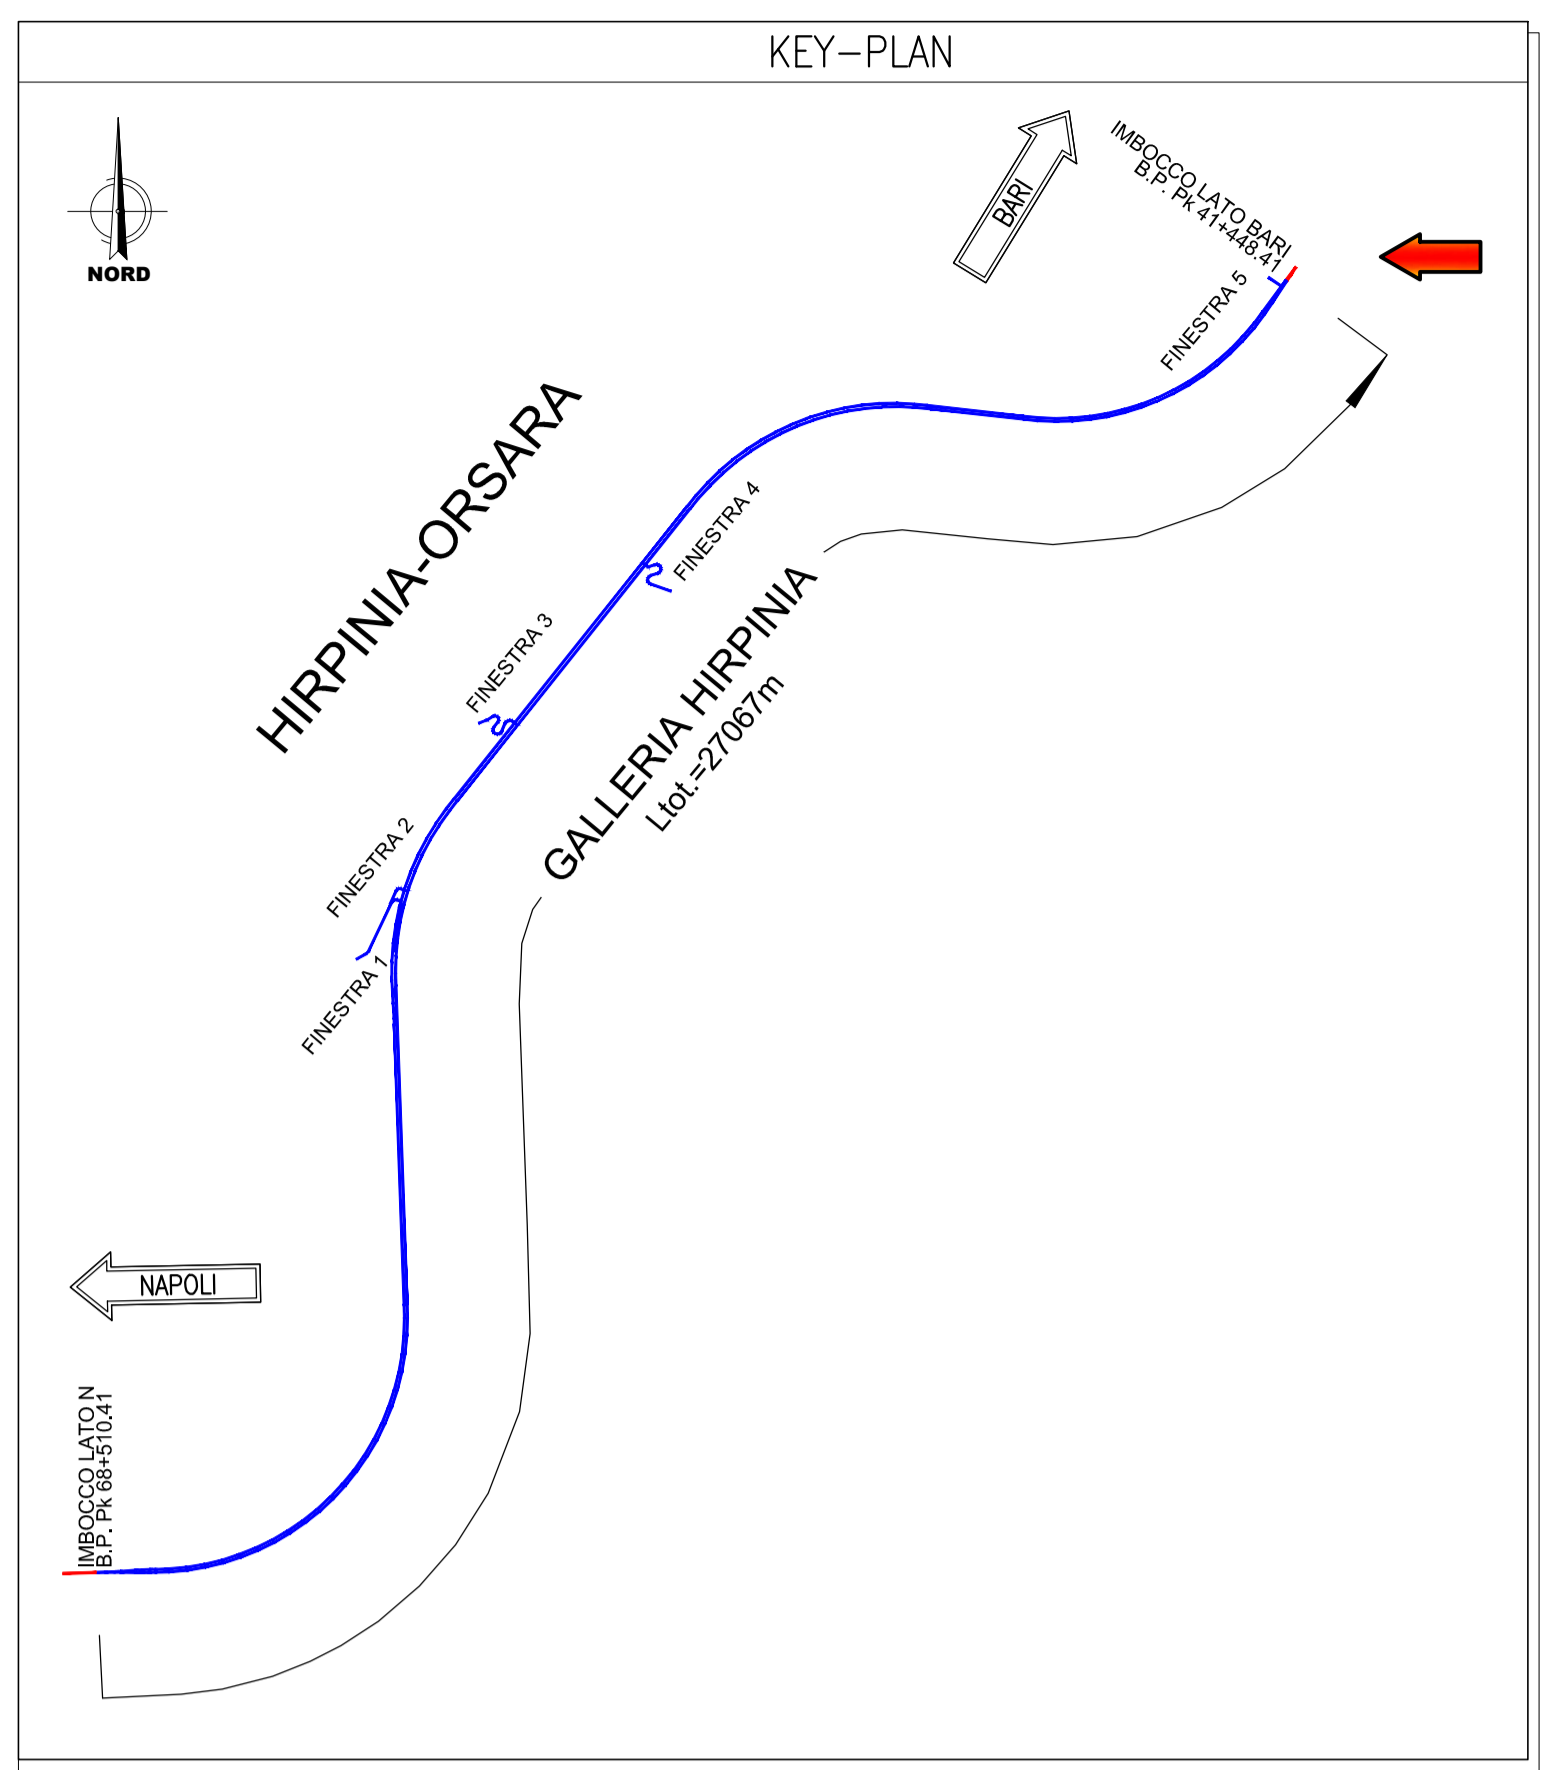 KEY-PLAN
NORD
BARI
IMBOCCO LATO BARI
B.P. Pk 41+448.41
FINESTRA 5
HIRPINIA-ORSARA
FINESTRA 4
FINESTRA 3
GALLERIA HIRPINIA
Ltot.=27067m
FINESTRA 2
FINESTRA 1
NAPOLI
IMBOCCO LATO N
B.P. Pk 68+510.41